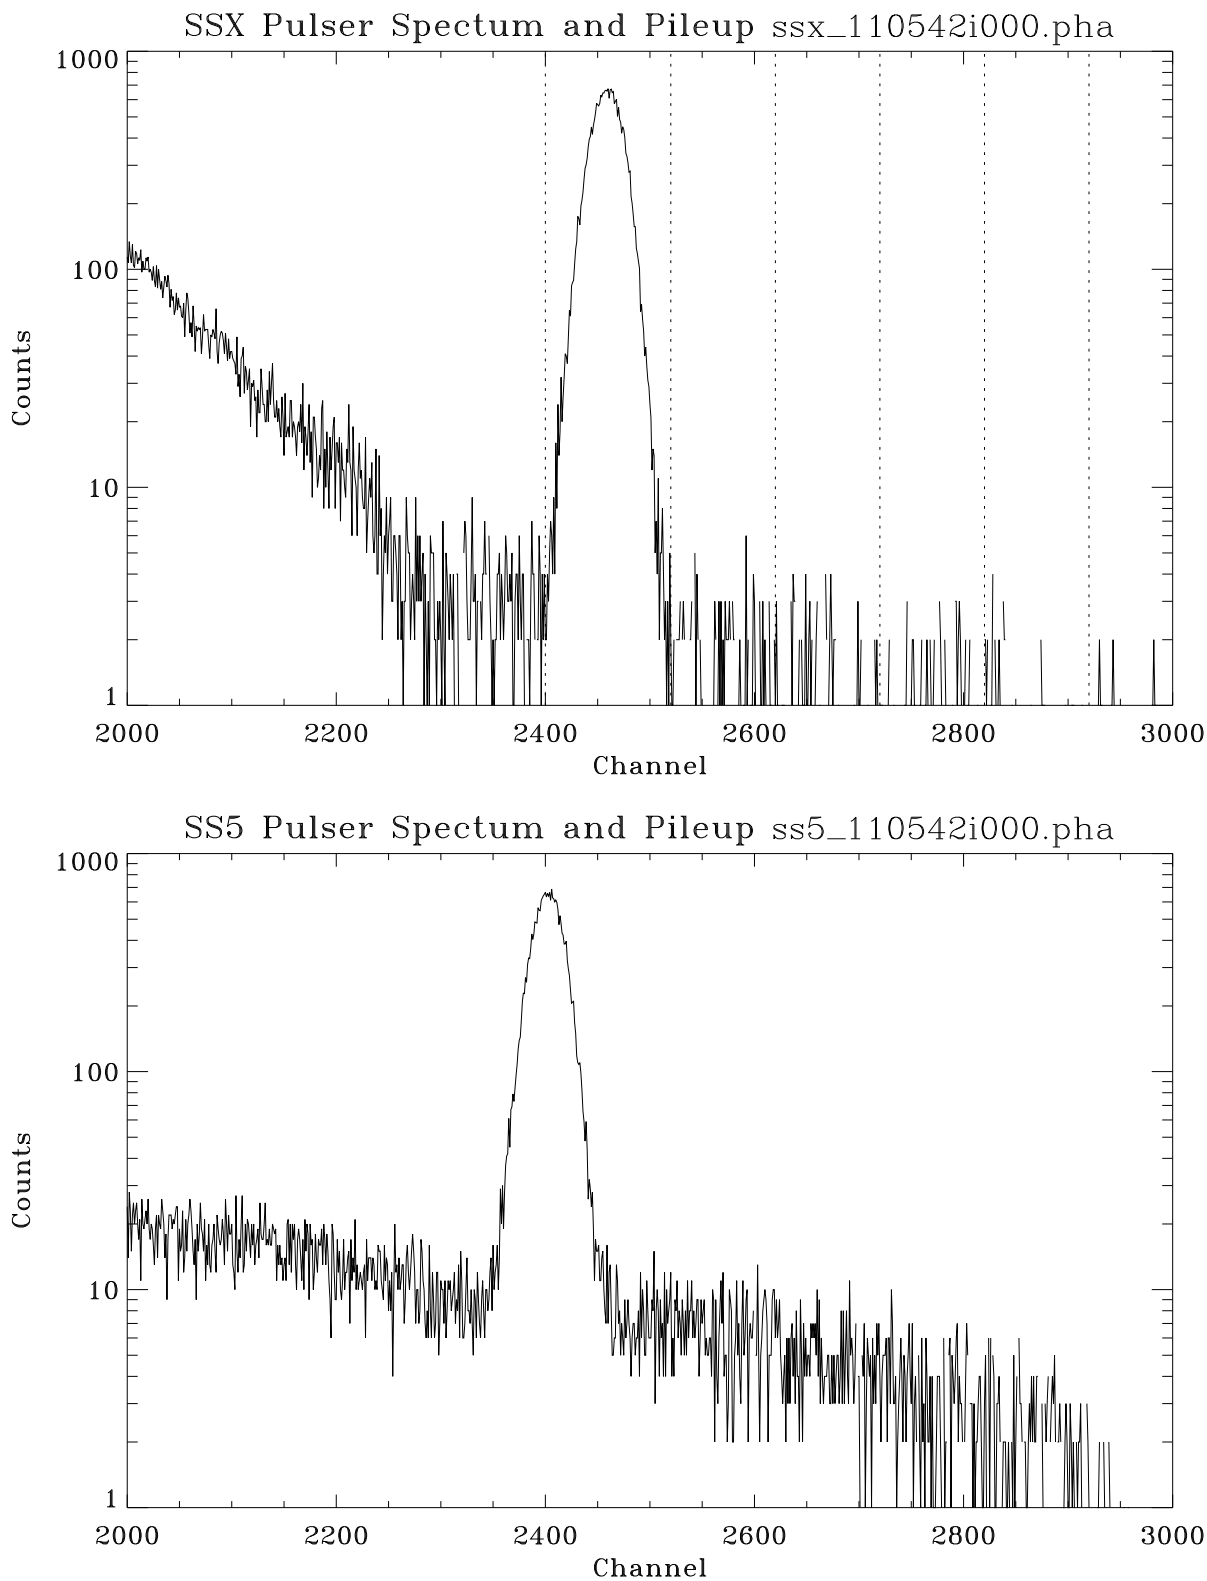 SSX Pulser Spectum and Pileup ssx_110542i000.pha
1000
100
10
1
Counts
2000 2200 2400 2600 2800 3000
Channel
SS5 Pulser Spectum and Pileup ss5_110542i000.pha
1000
100
10
1
Counts
2000 2200 2400 2600 2800 3000
Channel